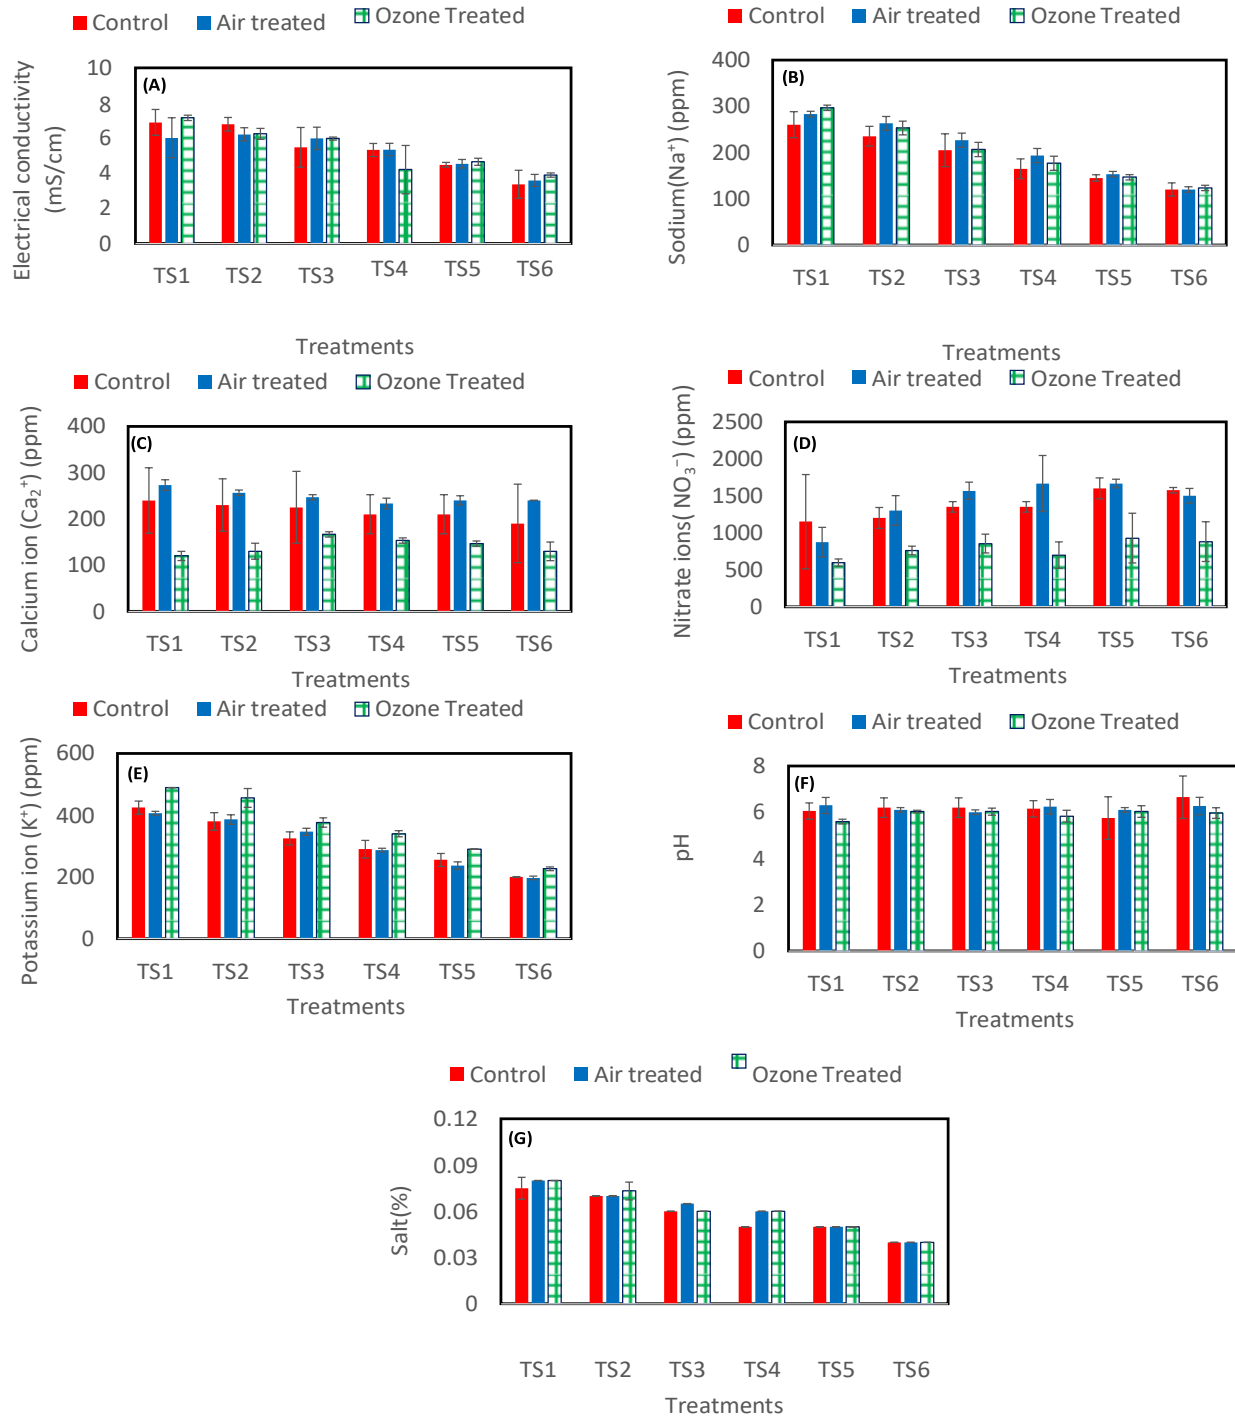 Control Air treated Ozone Treated
Electrical conductivity
(mS/cm)
10
8
6
4
2
0
(A)
TS1 TS2 TS3 TS4 TS5 TS6
Treatments
Control Air treated Ozone Treated
Sodium(Na⁺) (ppm)
400
300
200
100
0
(B)
TS1 TS2 TS3 TS4 TS5 TS6
Treatments
Control Air treated Ozone Treated
Calcium ion (Ca₂⁺) (ppm)
400
300
200
100
0
(C)
TS1 TS2 TS3 TS4 TS5 TS6
Treatments
Control Air treated Ozone Treated
Nitrate ions( NO₃⁻) (ppm)
2500
2000
1500
1000
500
0
(D)
TS1 TS2 TS3 TS4 TS5 TS6
Treatments
Control Air treated Ozone Treated
Potassium ion (K⁺) (ppm)
600
400
200
0
(E)
TS1 TS2 TS3 TS4 TS5 TS6
Treatments
Control Air treated Ozone Treated
pH
8
6
4
2
0
(F)
TS1 TS2 TS3 TS4 TS5 TS6
Treatments
Control Air treated Ozone Treated
Salt(%)
0.12
0.09
0.06
0.03
0
(G)
TS1 TS2 TS3 TS4 TS5 TS6
Treatments